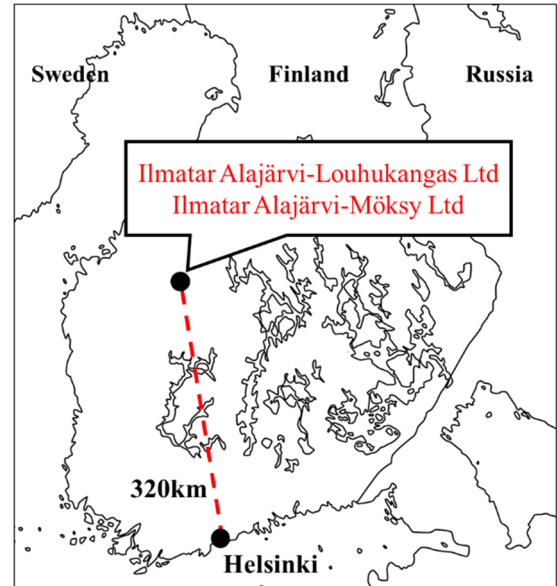 Sweden
Finland
Russia
Ilmatar Alajärvi-Louhukangas Ltd
Ilmatar Alajärvi-Möksy Ltd
320km
Helsinki